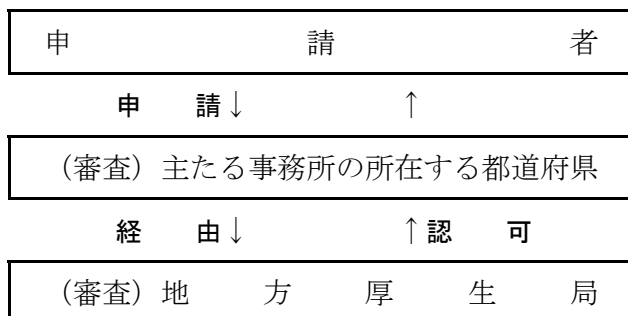 申請者
申請↓ ↑
（審査）主たる事務所の所在する都道府県
経由↓ ↑認可
（審査）地方厚生局